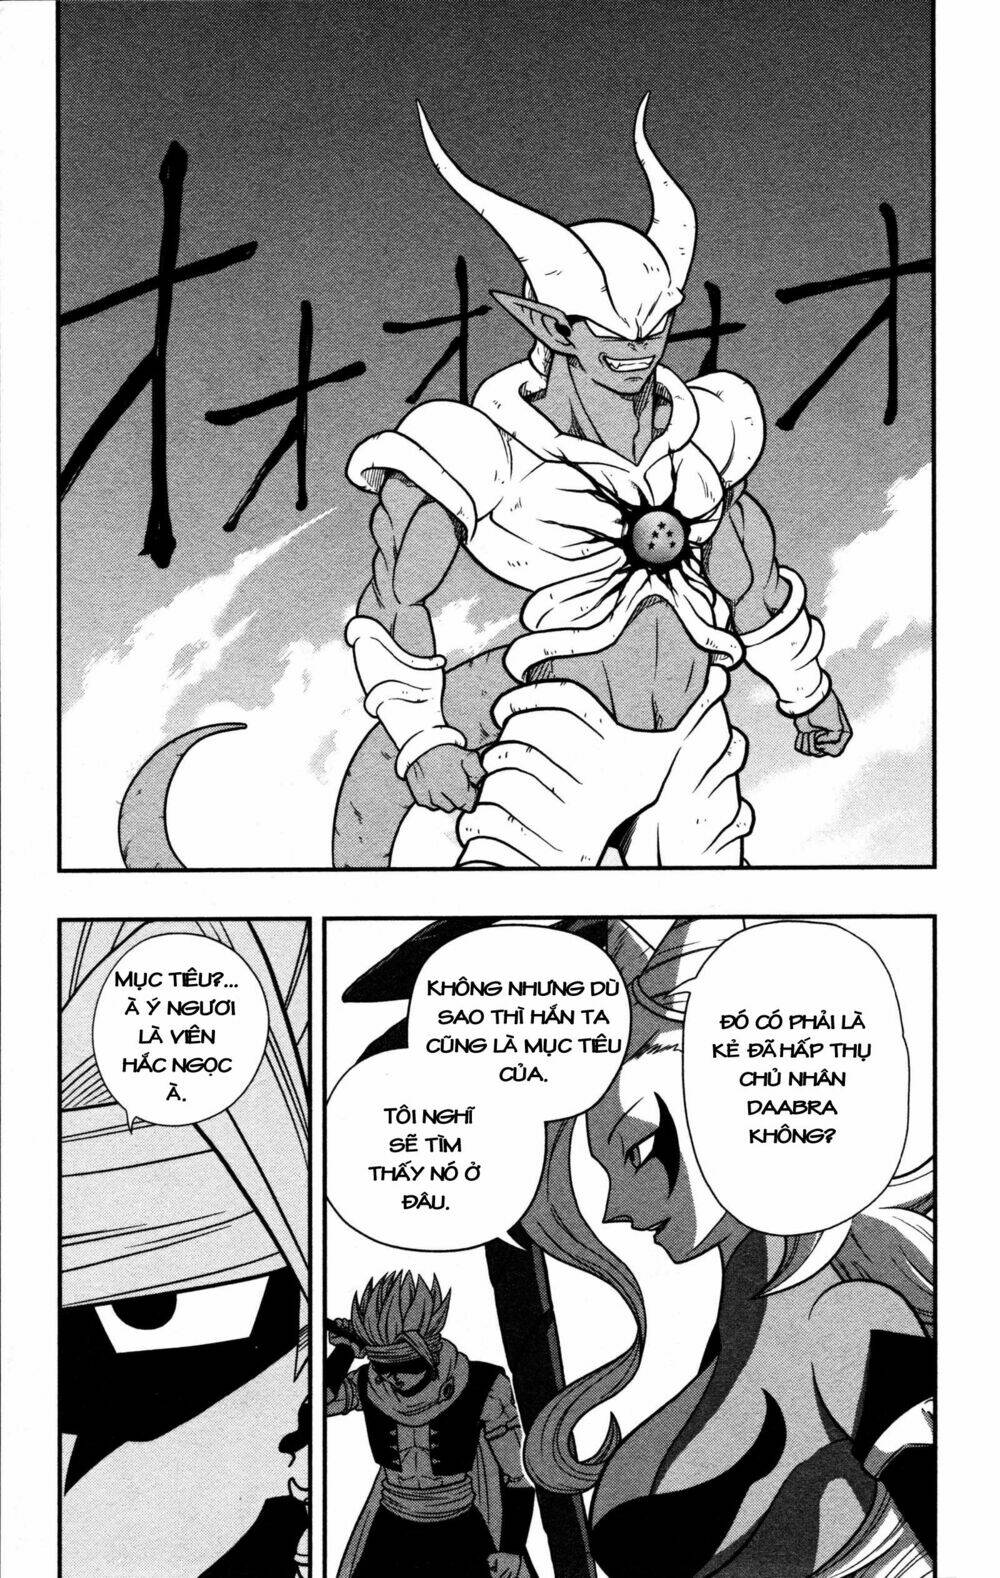 オオオオオ
ĐÓ CÓ PHẢI LÀ
KẺ ĐÃ HẤP THỤ
CHỦ NHÂN
DAABRA
KHÔNG?
KHÔNG NHƯNG DÙ
SAO THÌ HẮN TA
CŨNG LÀ MỤC TIÊU
CỦA.
TÔI NGHĨ
SẼ TÌM
THẤY NÓ Ở
ĐÂU.
MỤC TIÊU?...
À Ý NGƯƠI
LÀ VIÊN
HẮC NGỌC
À.